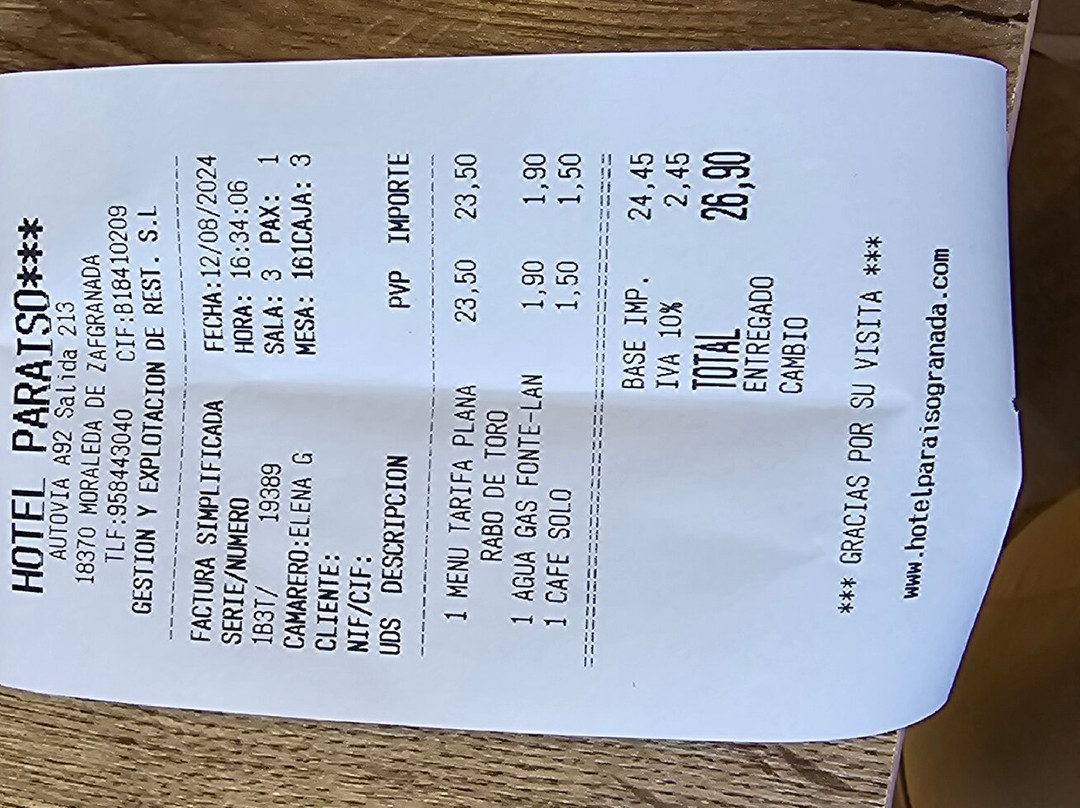 HOTEL PARAISO***
AUTOVIA A92 Salida 213
18370 MORALEDA DE ZAFGRANADA
TLF:958443040 CIF:B18410209
GESTION Y EXPLOTACION DE REST. S.L
FACTURA SIMPLIFICADA FECHA:12/08/2024
SERIE/NUMERO HORA: 16:34:06
1B3T/ 19389 SALA: 3 PAX: 1
CAMARERO:ELENA G MESA: 161CAJA: 3
CLIENTE:
NIF/CIF:
UDS DESCRIPCION PVP IMPORTE
1 MENU TARIFA PLANA 23,50 23,50
RABO DE TORO
1 AGUA GAS FONTE-LAN 1,90 1,90
1 CAFE SOLO 1,50 1,50
BASE IMP. 24,45
IVA 10% 2,45
TOTAL 26,90
ENTREGADO
CAMBIO
*** GRACIAS POR SU VISITA ***
www.hotelparaisogranada.com